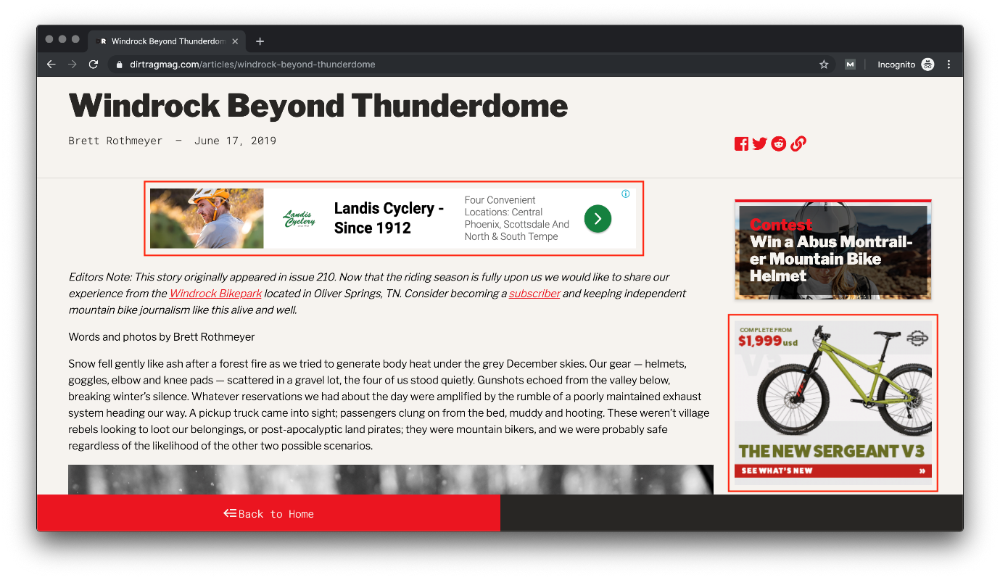 DR Windrock Beyond Thunderdom
dirtragmag.com/articles/windrock-beyond-thunderdome
M
Incognito
Windrock Beyond Thunderdome
Brett Rothmeyer — June 17, 2019
Landis
Cyclery
Landis Cyclery -
Since 1912
Four Convenient
Locations: Central
Phoenix, Scottsdale And
North & South Tempe
Contest
Win a Abus Montrail-
er Mountain Bike
Helmet
Editors Note: This story originally appeared in issue 210. Now that the riding season is fully upon us we would like to share our
experience from the Windrock Bikepark located in Oliver Springs, TN. Consider becoming a subscriber and keeping independent
mountain bike journalism like this alive and well.
Words and photos by Brett Rothmeyer
Snow fell gently like ash after a forest fire as we tried to generate body heat under the grey December skies. Our gear — helmets,
goggles, elbow and knee pads — scattered in a gravel lot, the four of us stood quietly. Gunshots echoed from the valley below,
breaking winter's silence. Whatever reservations we had about the day were amplified by the rumble of a poorly maintained exhaust
system heading our way. A pickup truck came into sight; passengers clung on from the bed, muddy and hooting. These weren't village
rebels looking to loot our belongings, or post-apocalyptic land pirates; they were mountain bikers, and we were probably safe
regardless of the likelihood of the other two possible scenarios.
COMPLETE FROM
$1,999 usd
RSD
V3
THE NEW SERGEANT V3
SEE WHAT'S NEW »
Back to Home